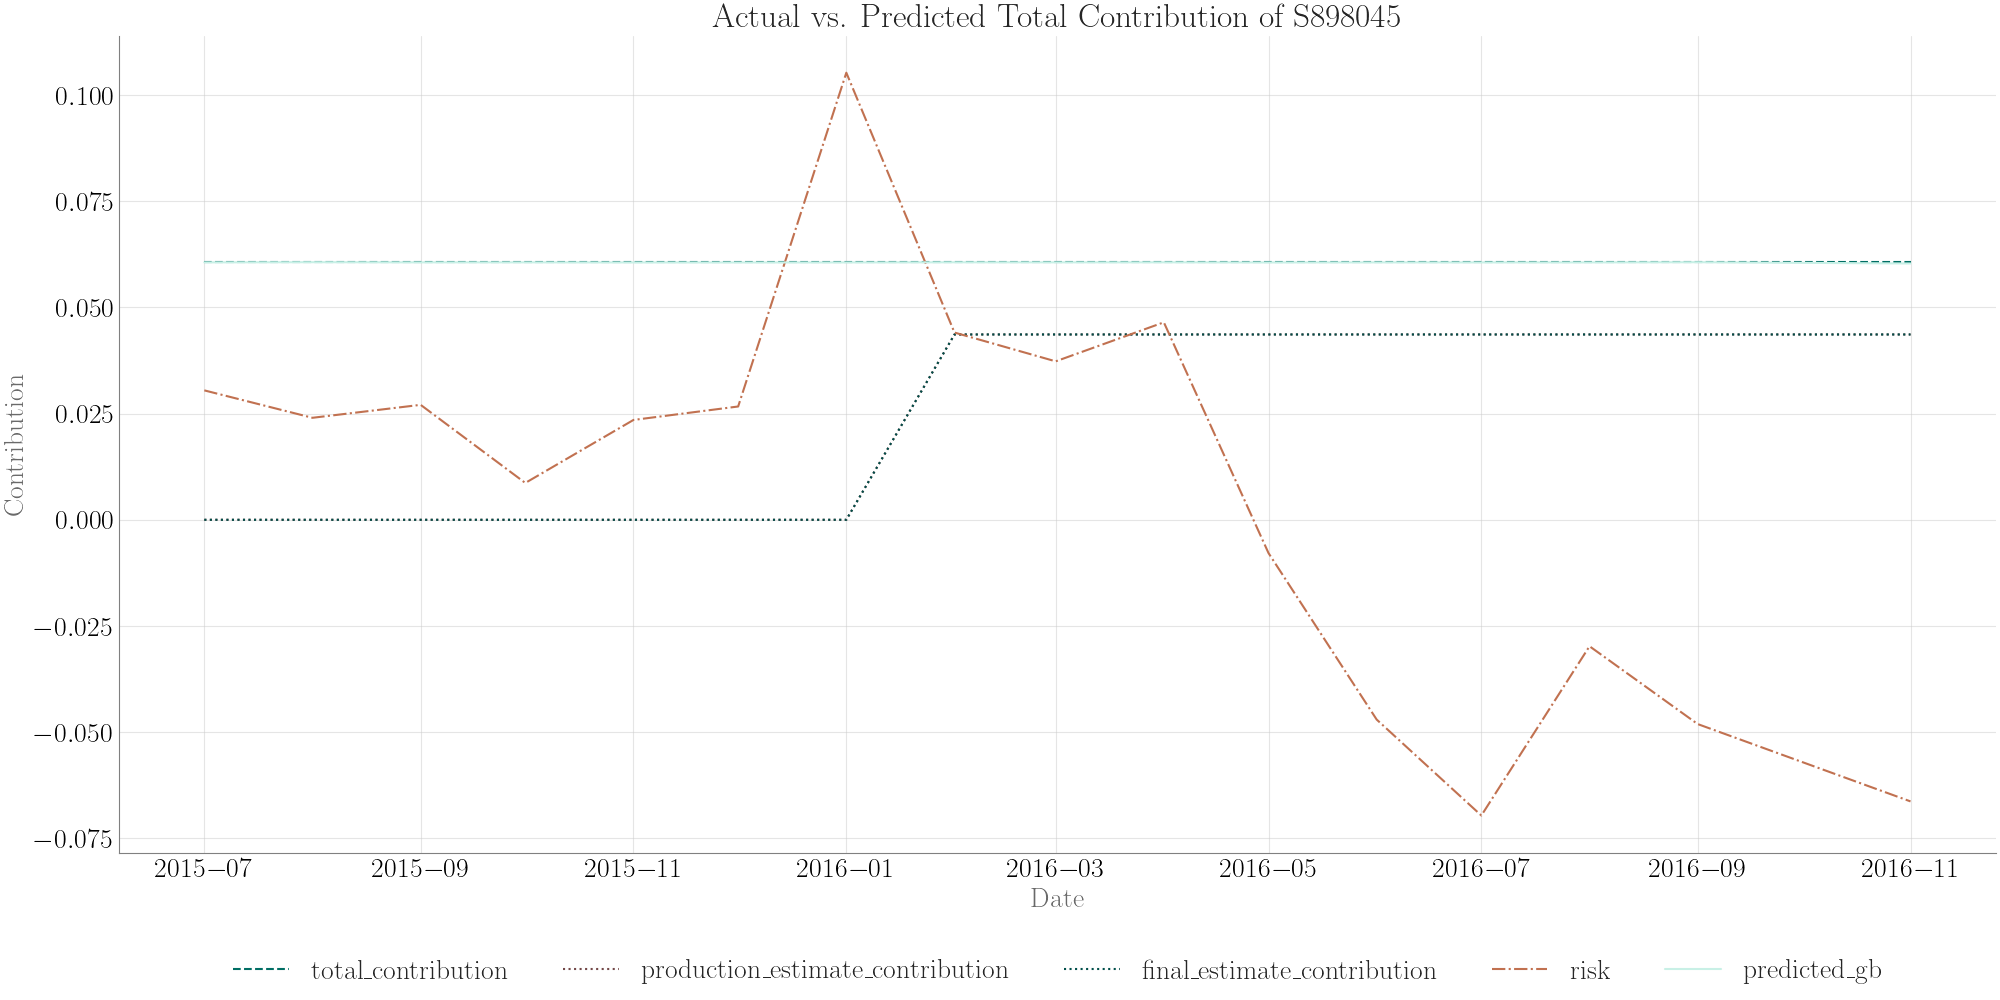 Actual vs. Predicted Total Contribution of S898045
Contribution
0.100
0.075
0.050
0.025
0.000
−0.025
−0.050
−0.075
2015−07 2015−09 2015−11 2016−01 2016−03 2016−05 2016−07 2016−09 2016−11
Date
total_contribution production_estimate_contribution final_estimate_contribution risk predicted_gb